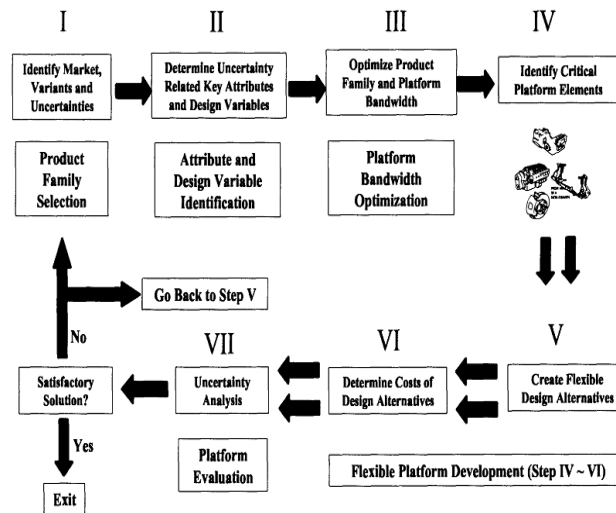 I
II
III
IV
Identify Market,
Variants and
Uncertainties
Determine Uncertainty
Related Key Attributes
and Design Variables
Optimize Product
Family and Platform
Bandwidth
Identify Critical
Platform Elements
Product
Family
Selection
Attribute and
Design Variable
Identification
Platform
Bandwidth
Optimization
Go Back to Step V
No
VII
VI
V
Satisfactory
Solution?
Uncertainty
Analysis
Determine Costs of
Design Alternatives
Create Flexible
Design Alternatives
Yes
Platform
Evaluation
Flexible Platform Development (Step IV ~ VI)
Exit